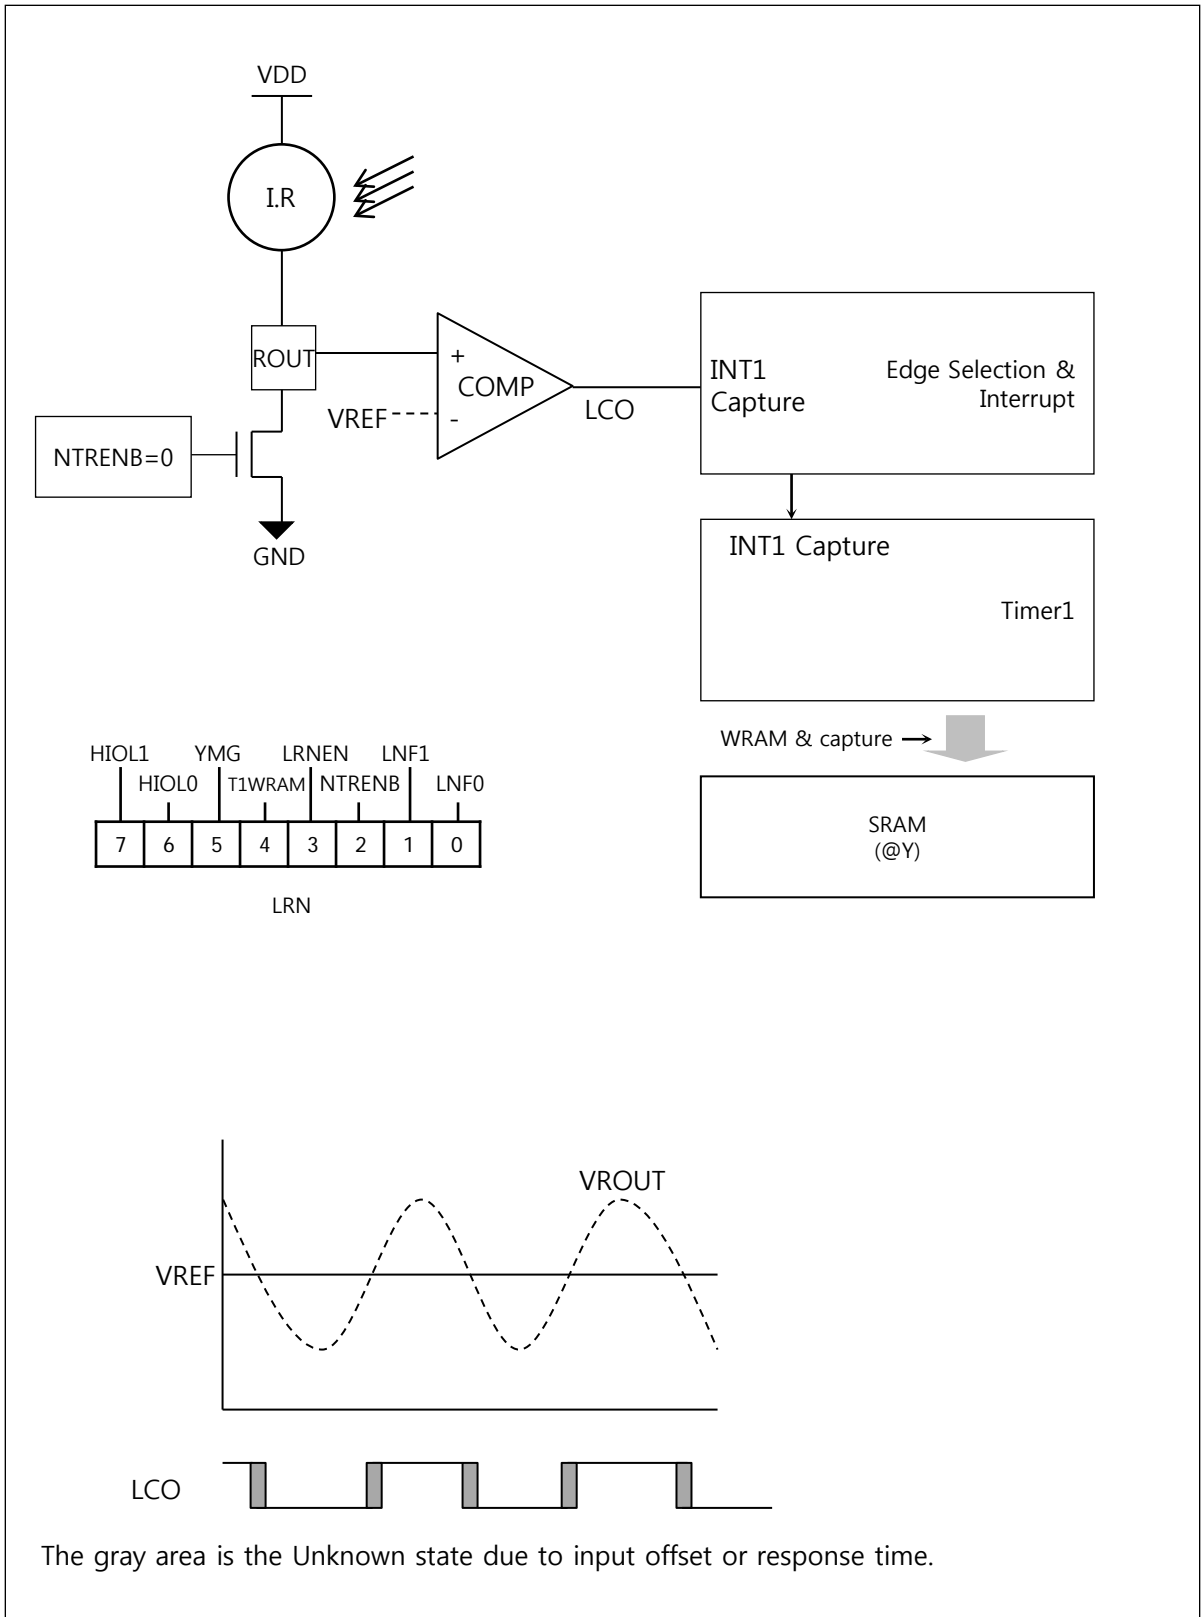 VDD
I.R
ROUT
+
COMP
-
VREF
LCO
NTRENB=0
GND
INT1
Capture
Edge Selection &
Interrupt
INT1 Capture
Timer1
WRAM & capture
SRAM
(@Y)
HIOL1 YMG LRNEN LNF1
HIOL0 T1WRAM NTRENB LNF0
7 6 5 4 3 2 1 0
LRN
VROUT
VREF
LCO
The gray area is the Unknown state due to input offset or response time.